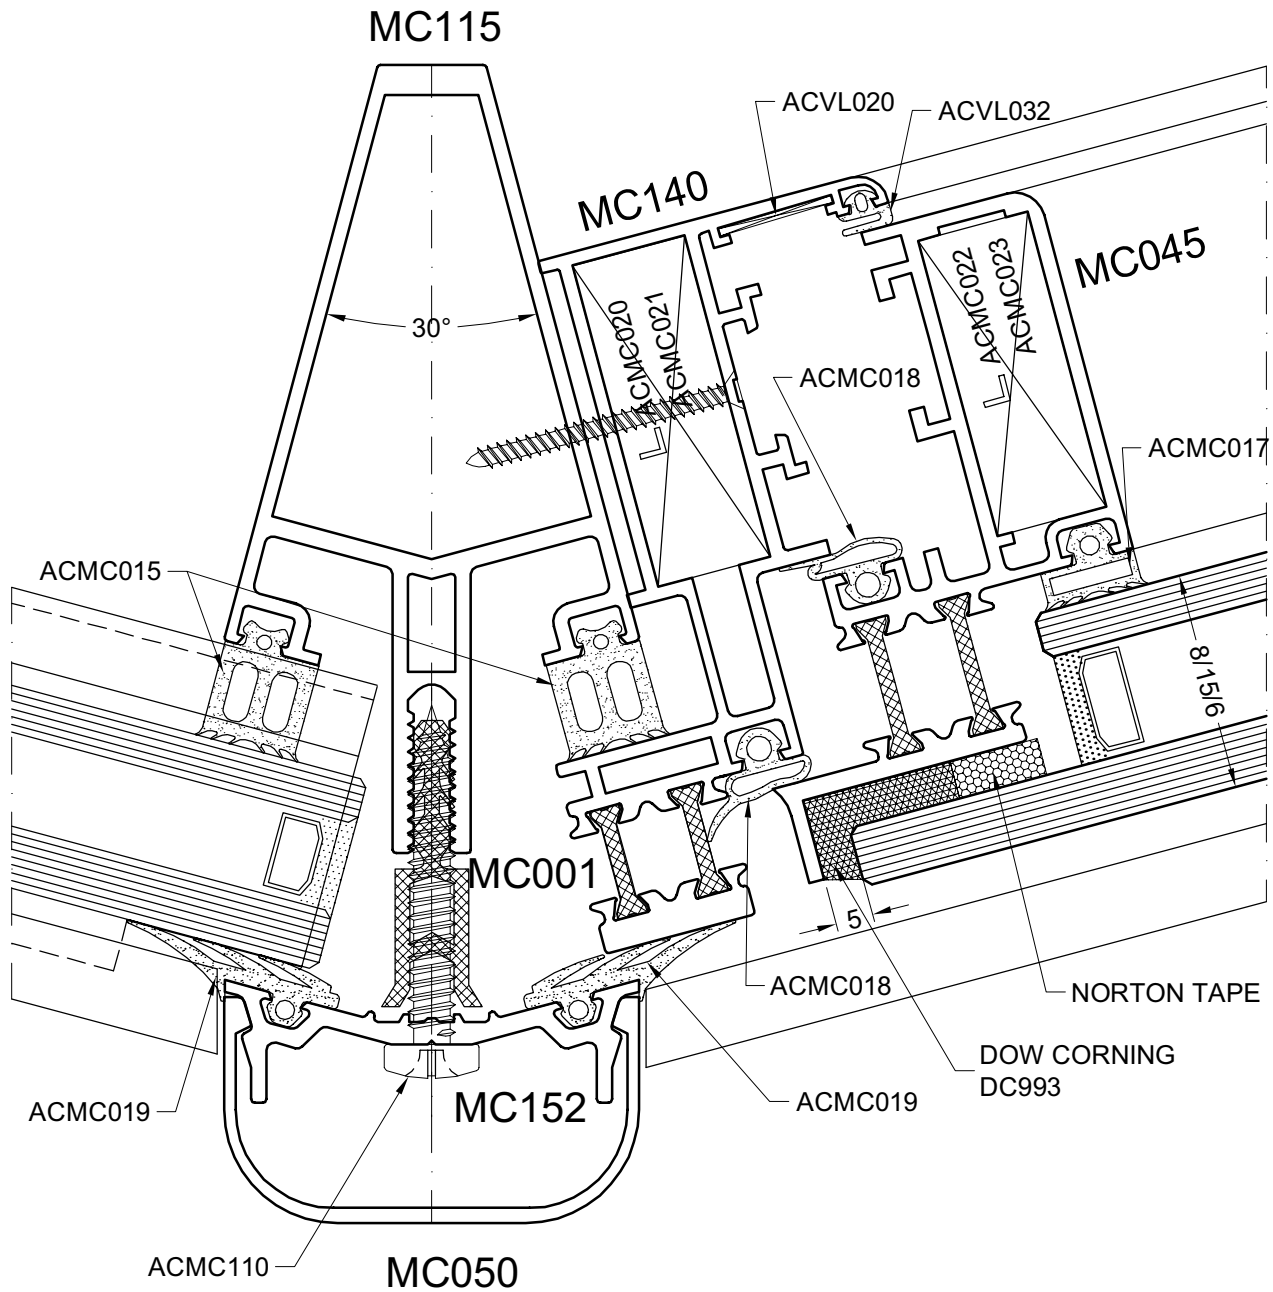 MC115
ACVL020
ACVL032
MC140
MC045
ACMC020
ACMC021
ACMC022
ACMC023
30°
ACMC018
ACMC017
ACMC015
8/15/6
MC001
5
ACMC018
NORTON TAPE
DOW CORNING
DC993
ACMC019
MC152
ACMC019
ACMC110
MC050